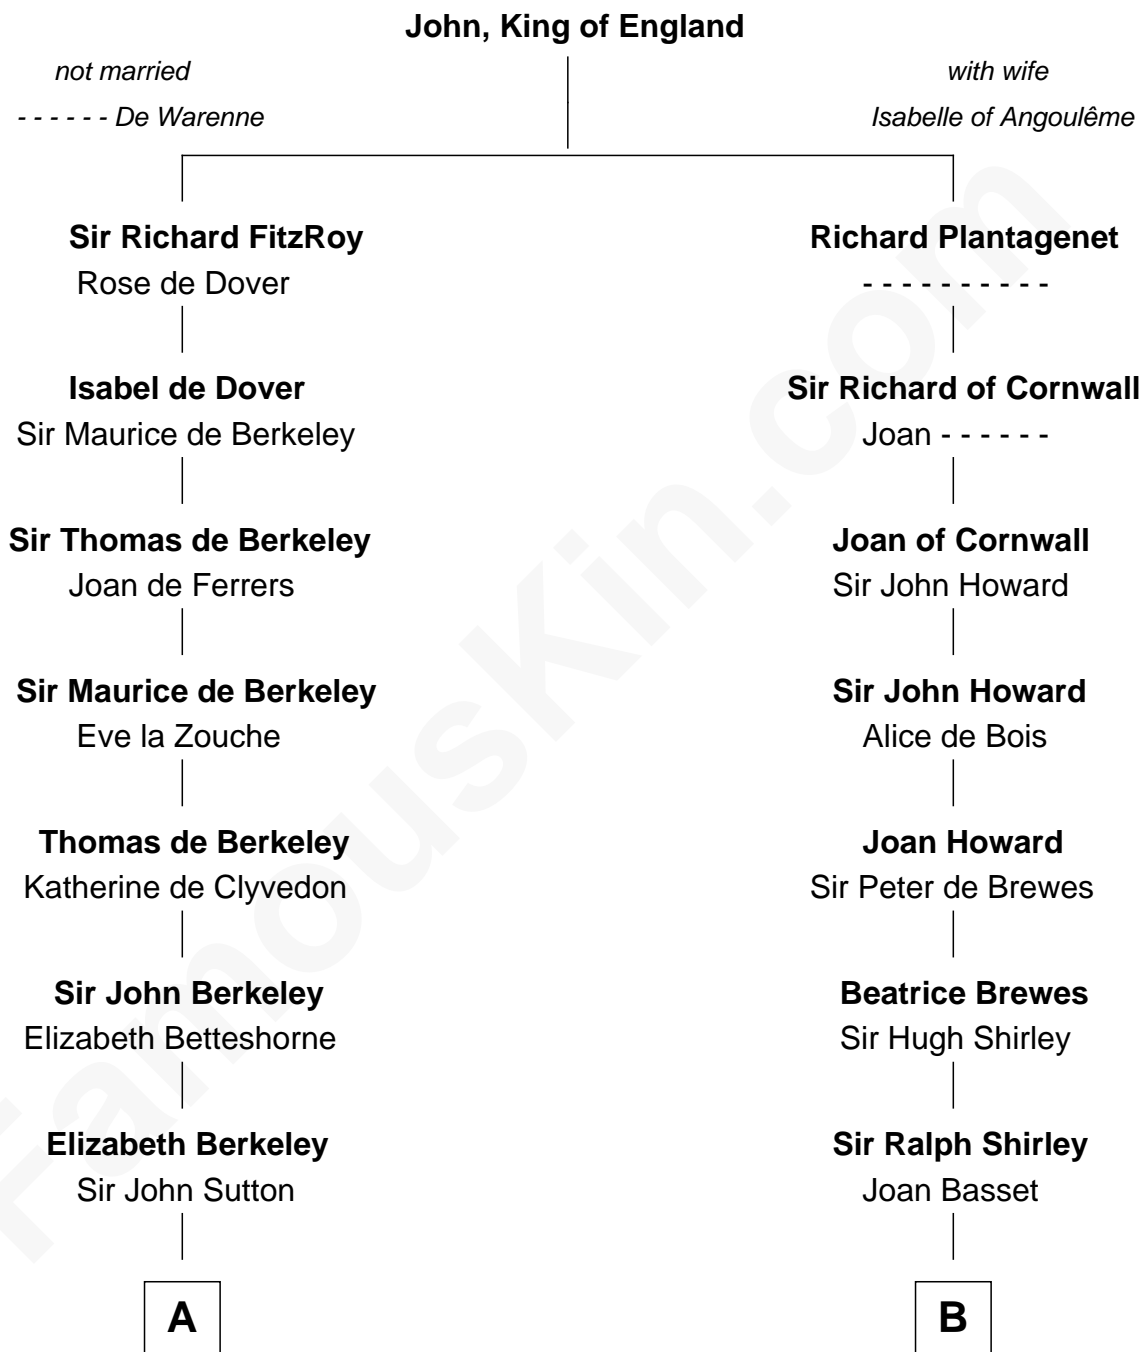 John, King of England
not married
with wife
- - - - - - De Warenne
Isabelle of Angoulême
Sir Richard FitzRoy
Rose de Dover
Richard Plantagenet
- - - - - - - - - -
Isabel de Dover
Sir Maurice de Berkeley
Sir Richard of Cornwall
Joan - - - - - -
Sir Thomas de Berkeley
Joan de Ferrers
Joan of Cornwall
Sir John Howard
Sir Maurice de Berkeley
Eve la Zouche
Sir John Howard
Alice de Bois
Thomas de Berkeley
Katherine de Clyvedon
Joan Howard
Sir Peter de Brewes
Sir John Berkeley
Elizabeth Betteshorne
Beatrice Brewes
Sir Hugh Shirley
Elizabeth Berkeley
Sir John Sutton
Sir Ralph Shirley
Joan Basset
A
B
FamousKin.com